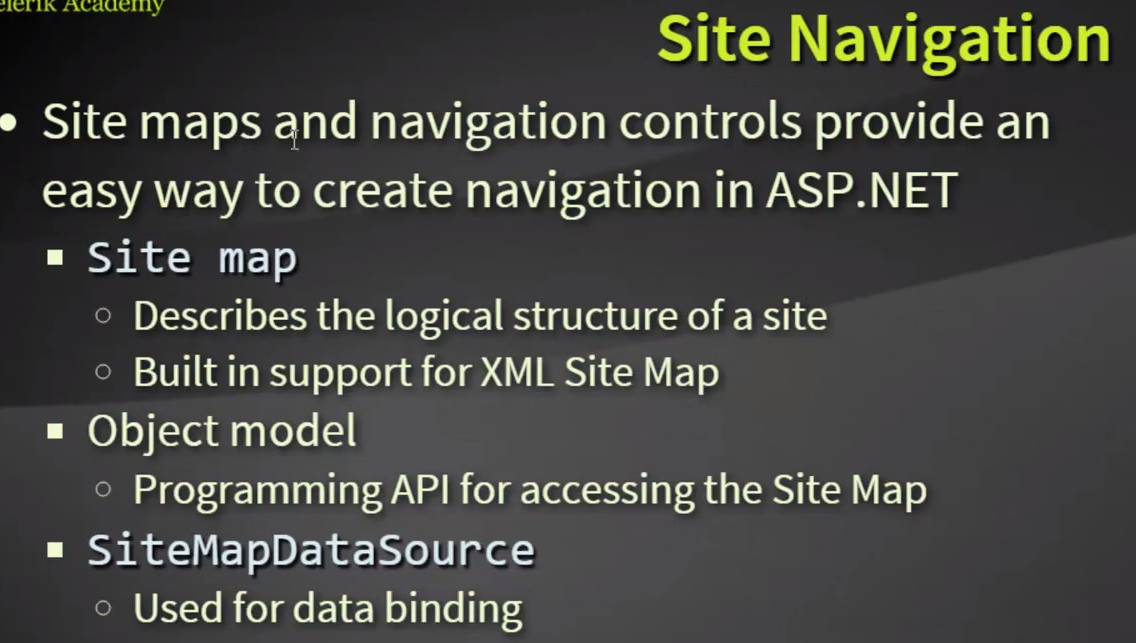 Academy
Site Navigation
• Site maps and navigation controls provide an
easy way to create navigation in ASP.NET
▪ Site map
○ Describes the logical structure of a site
○ Built in support for XML Site Map
▪ Object model
○ Programming API for accessing the Site Map
▪ SiteMapDataSource
○ Used for data binding